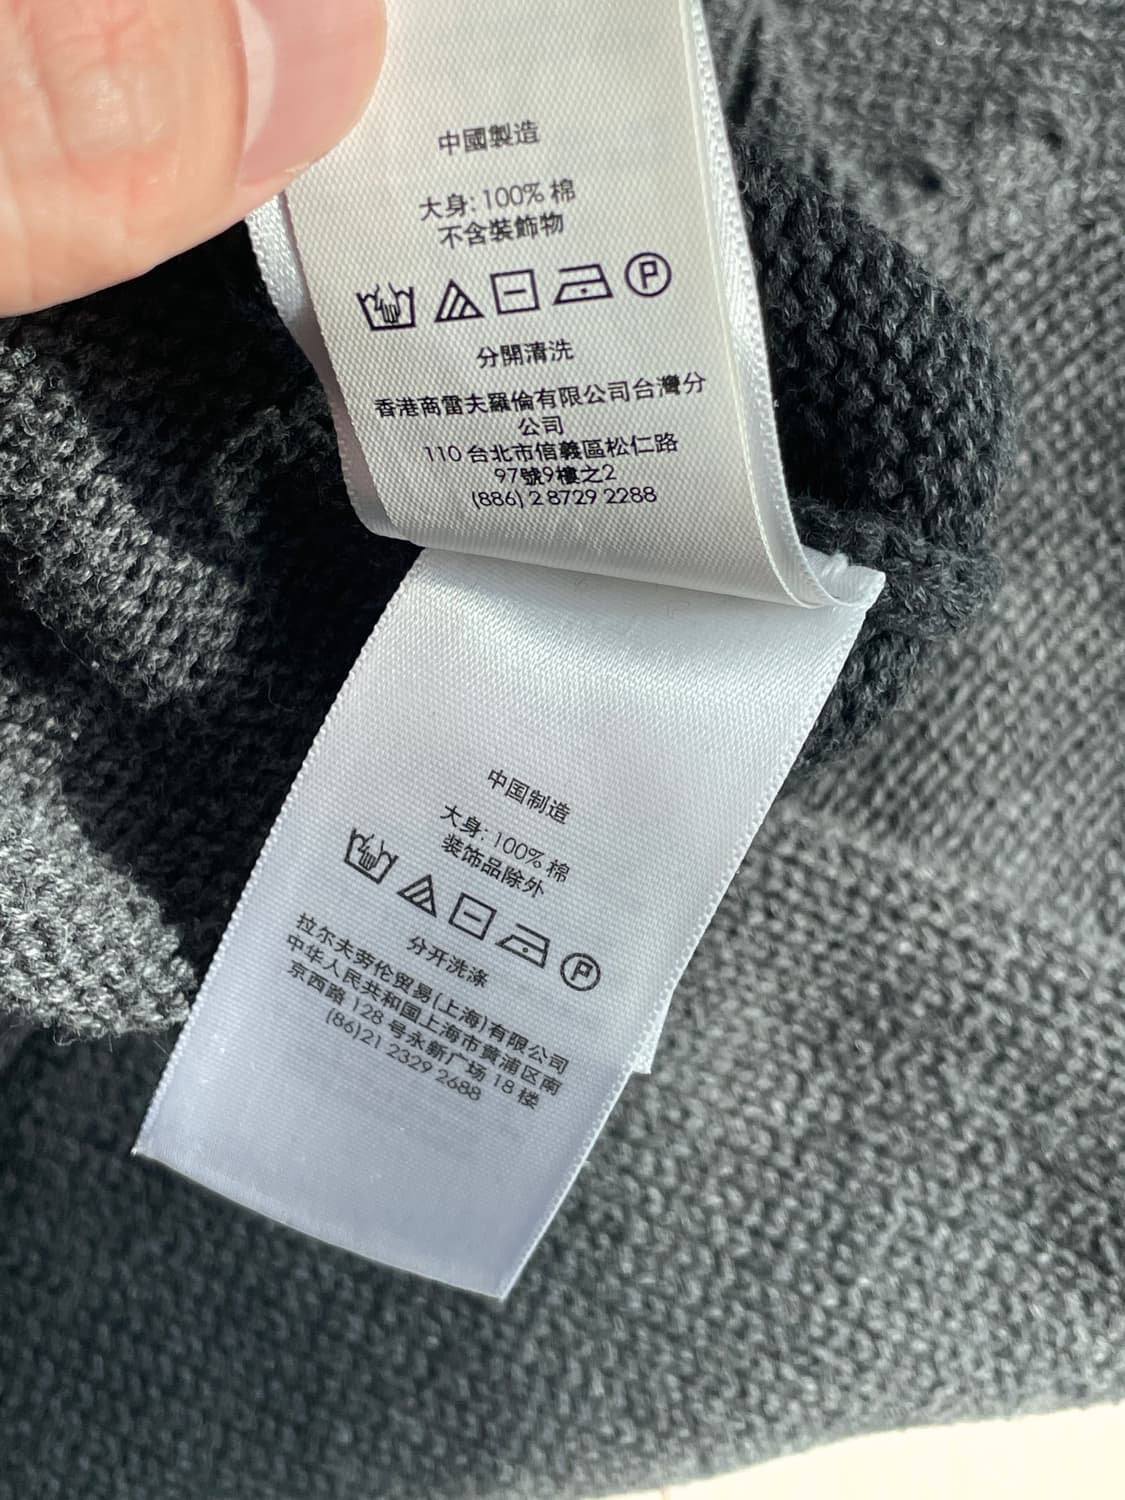 中國製造
大身: 100% 棉
不含裝飾物
P
分開清洗
香港商雷夫羅倫有限公司台灣分
公司
110 台北市信義區松仁路
97號9樓之2
(886) 2 8729 2288
中国制造
大身: 100% 棉
装饰品除外
P
分开洗涤
拉尔夫劳伦贸易(上海)有限公司
中华人民共和国上海市黄浦区南
京西路 128 号永新广场 18 楼
(86)21 2329 2688